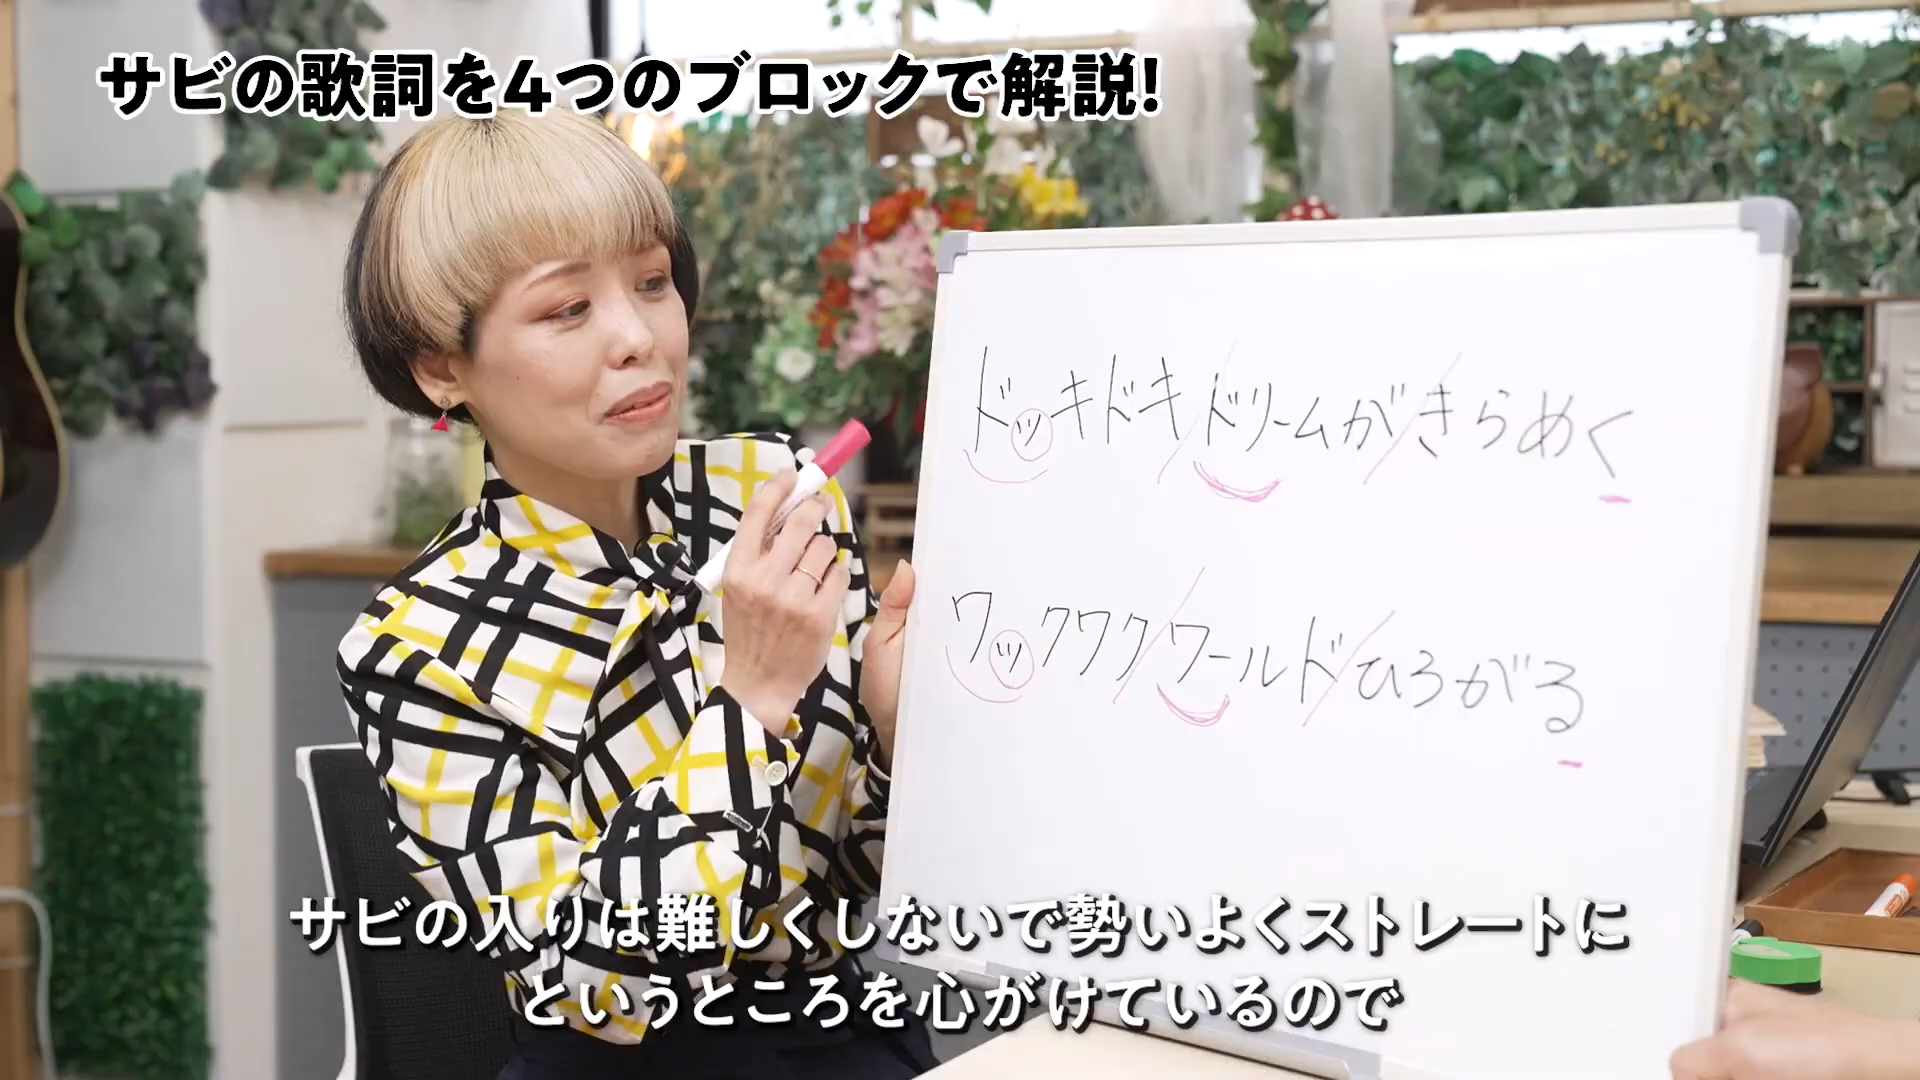 サビの歌詞を4つのブロックで解説!
ドッキドキ/ドリームが/きらめく
ワックワク/ワールド/ひろがる
サビの入りは難しくしないで勢いよくストレートに
というところを心がけているので